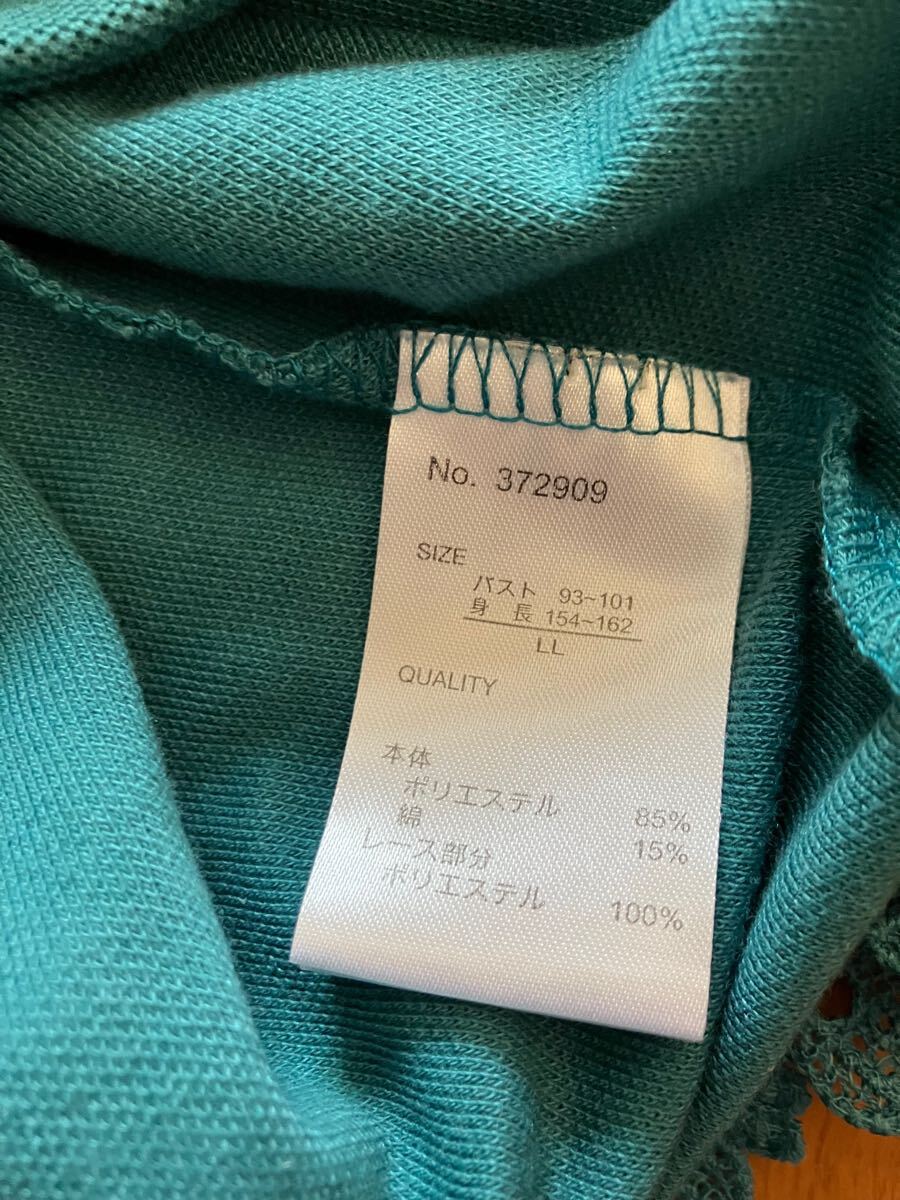 No. 372909
SIZE
バスト 93~101
身 長 154~162
LL
QUALITY
本体
ポリエステル 85%
綿 15%
レース部分
ポリエステル 100%